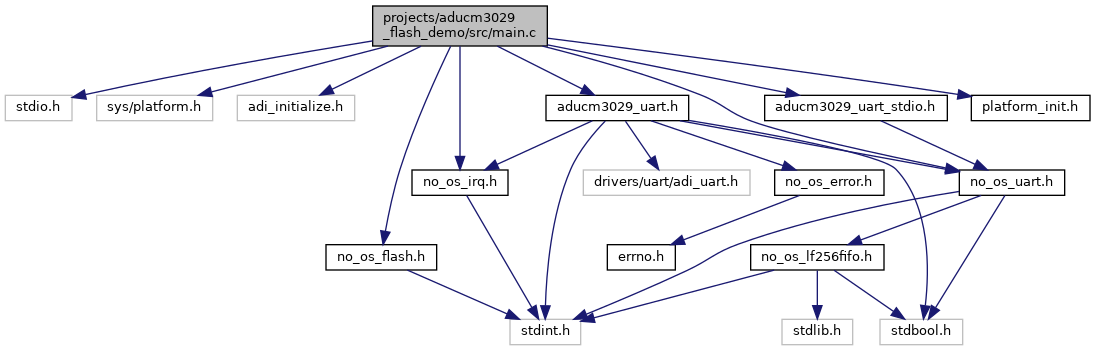 projects/aducm3029
_flash_demo/src/main.c
stdio.h
sys/platform.h
adi_initialize.h
aducm3029_uart.h
aducm3029_uart_stdio.h
platform_init.h
no_os_irq.h
drivers/uart/adi_uart.h
no_os_error.h
no_os_uart.h
no_os_flash.h
errno.h
no_os_lf256fifo.h
stdint.h
stdlib.h
stdbool.h